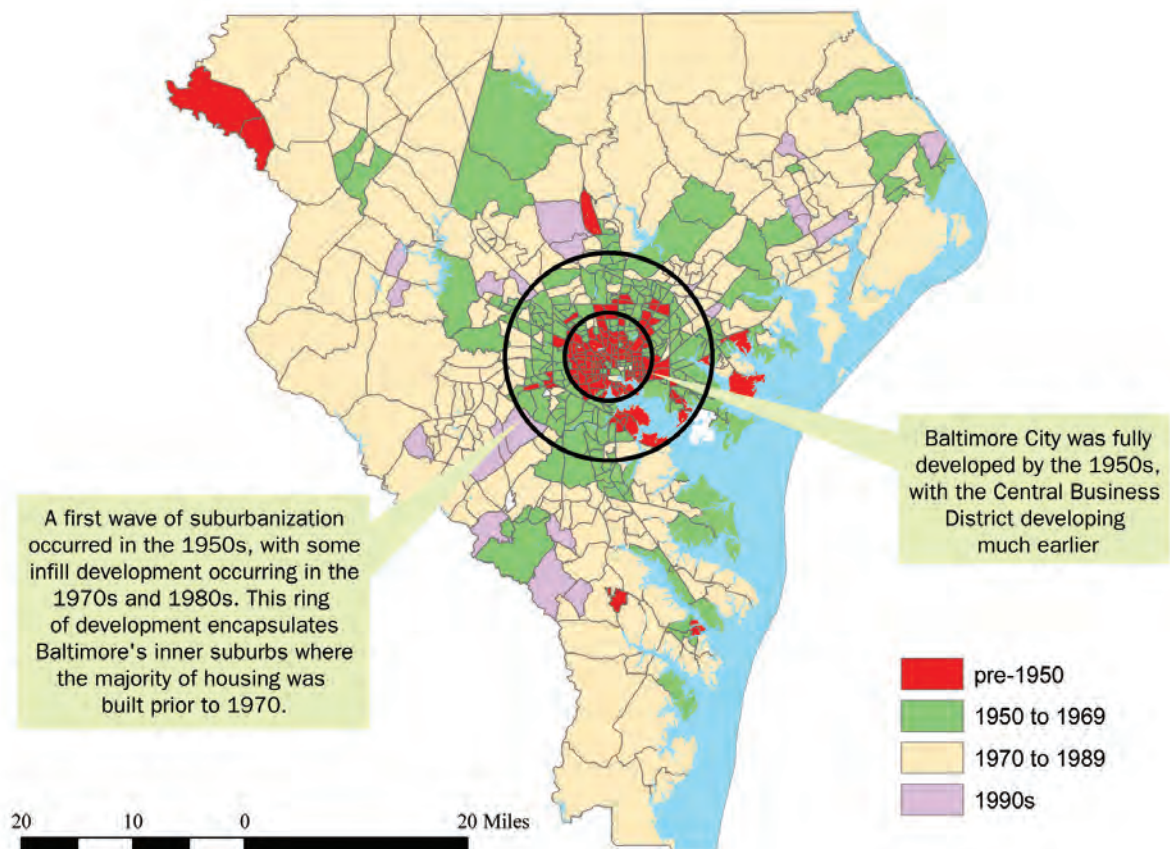 Baltimore City was fully
developed by the 1950s,
with the Central Business
District developing
much earlier
A first wave of suburbanization
occurred in the 1950s, with some
infill development occurring in the
1970s and 1980s. This ring
of development encapsulates
Baltimore's inner suburbs where
the majority of housing was
built prior to 1970.
pre-1950
1950 to 1969
1970 to 1989
1990s
20 10 0 20 Miles